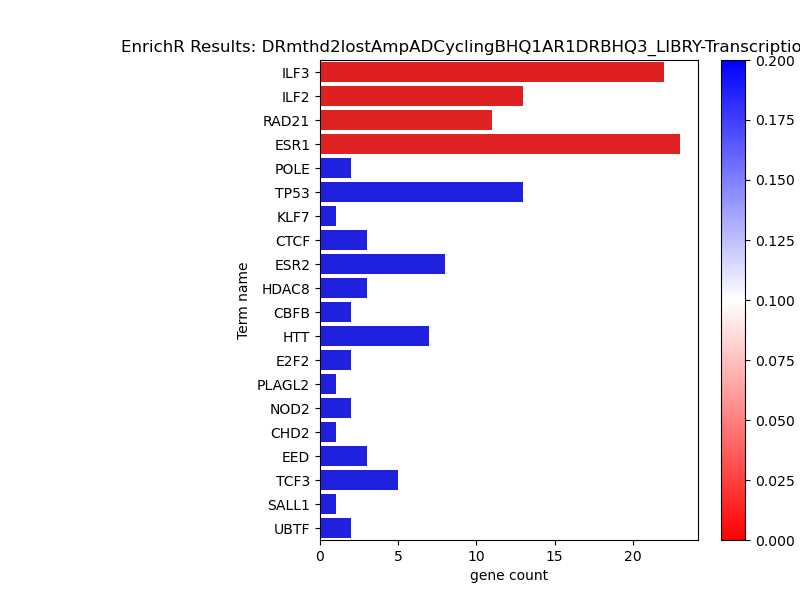 EnrichR Results: DRmthd2lostAmpADCyclingBHQ1AR1DRBHQ3_LIBRY-Transcriptio
ILF3
ILF2
RAD21
ESR1
POLE
TP53
KLF7
CTCF
ESR2
HDAC8
CBFB
HTT
E2F2
PLAGL2
NOD2
CHD2
EED
TCF3
SALL1
UBTF
Term name
0 5 10 15 20
gene count
0.200
0.175
0.150
0.125
0.100
0.075
0.050
0.025
0.000